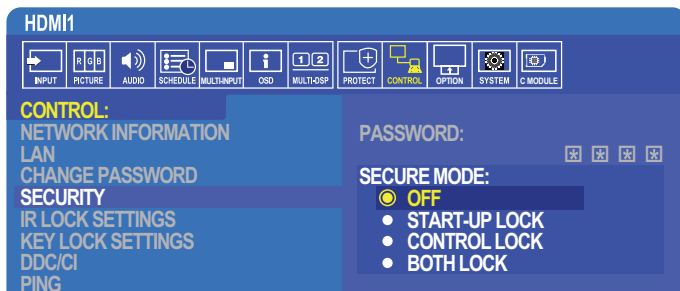 HDMI1
R G B
1 2
INPUT PICTURE AUDIO SCHEDULE MULTI-INPUT OSD MULTI-DSP PROTECT CONTROL OPTION SYSTEM C MODULE
CONTROL:
NETWORK INFORMATION
LAN
CHANGE PASSWORD
SECURITY
IR LOCK SETTINGS
KEY LOCK SETTINGS
DDC/CI
PING
PASSWORD:
* * * *
SECURE MODE:
OFF
START-UP LOCK
CONTROL LOCK
BOTH LOCK